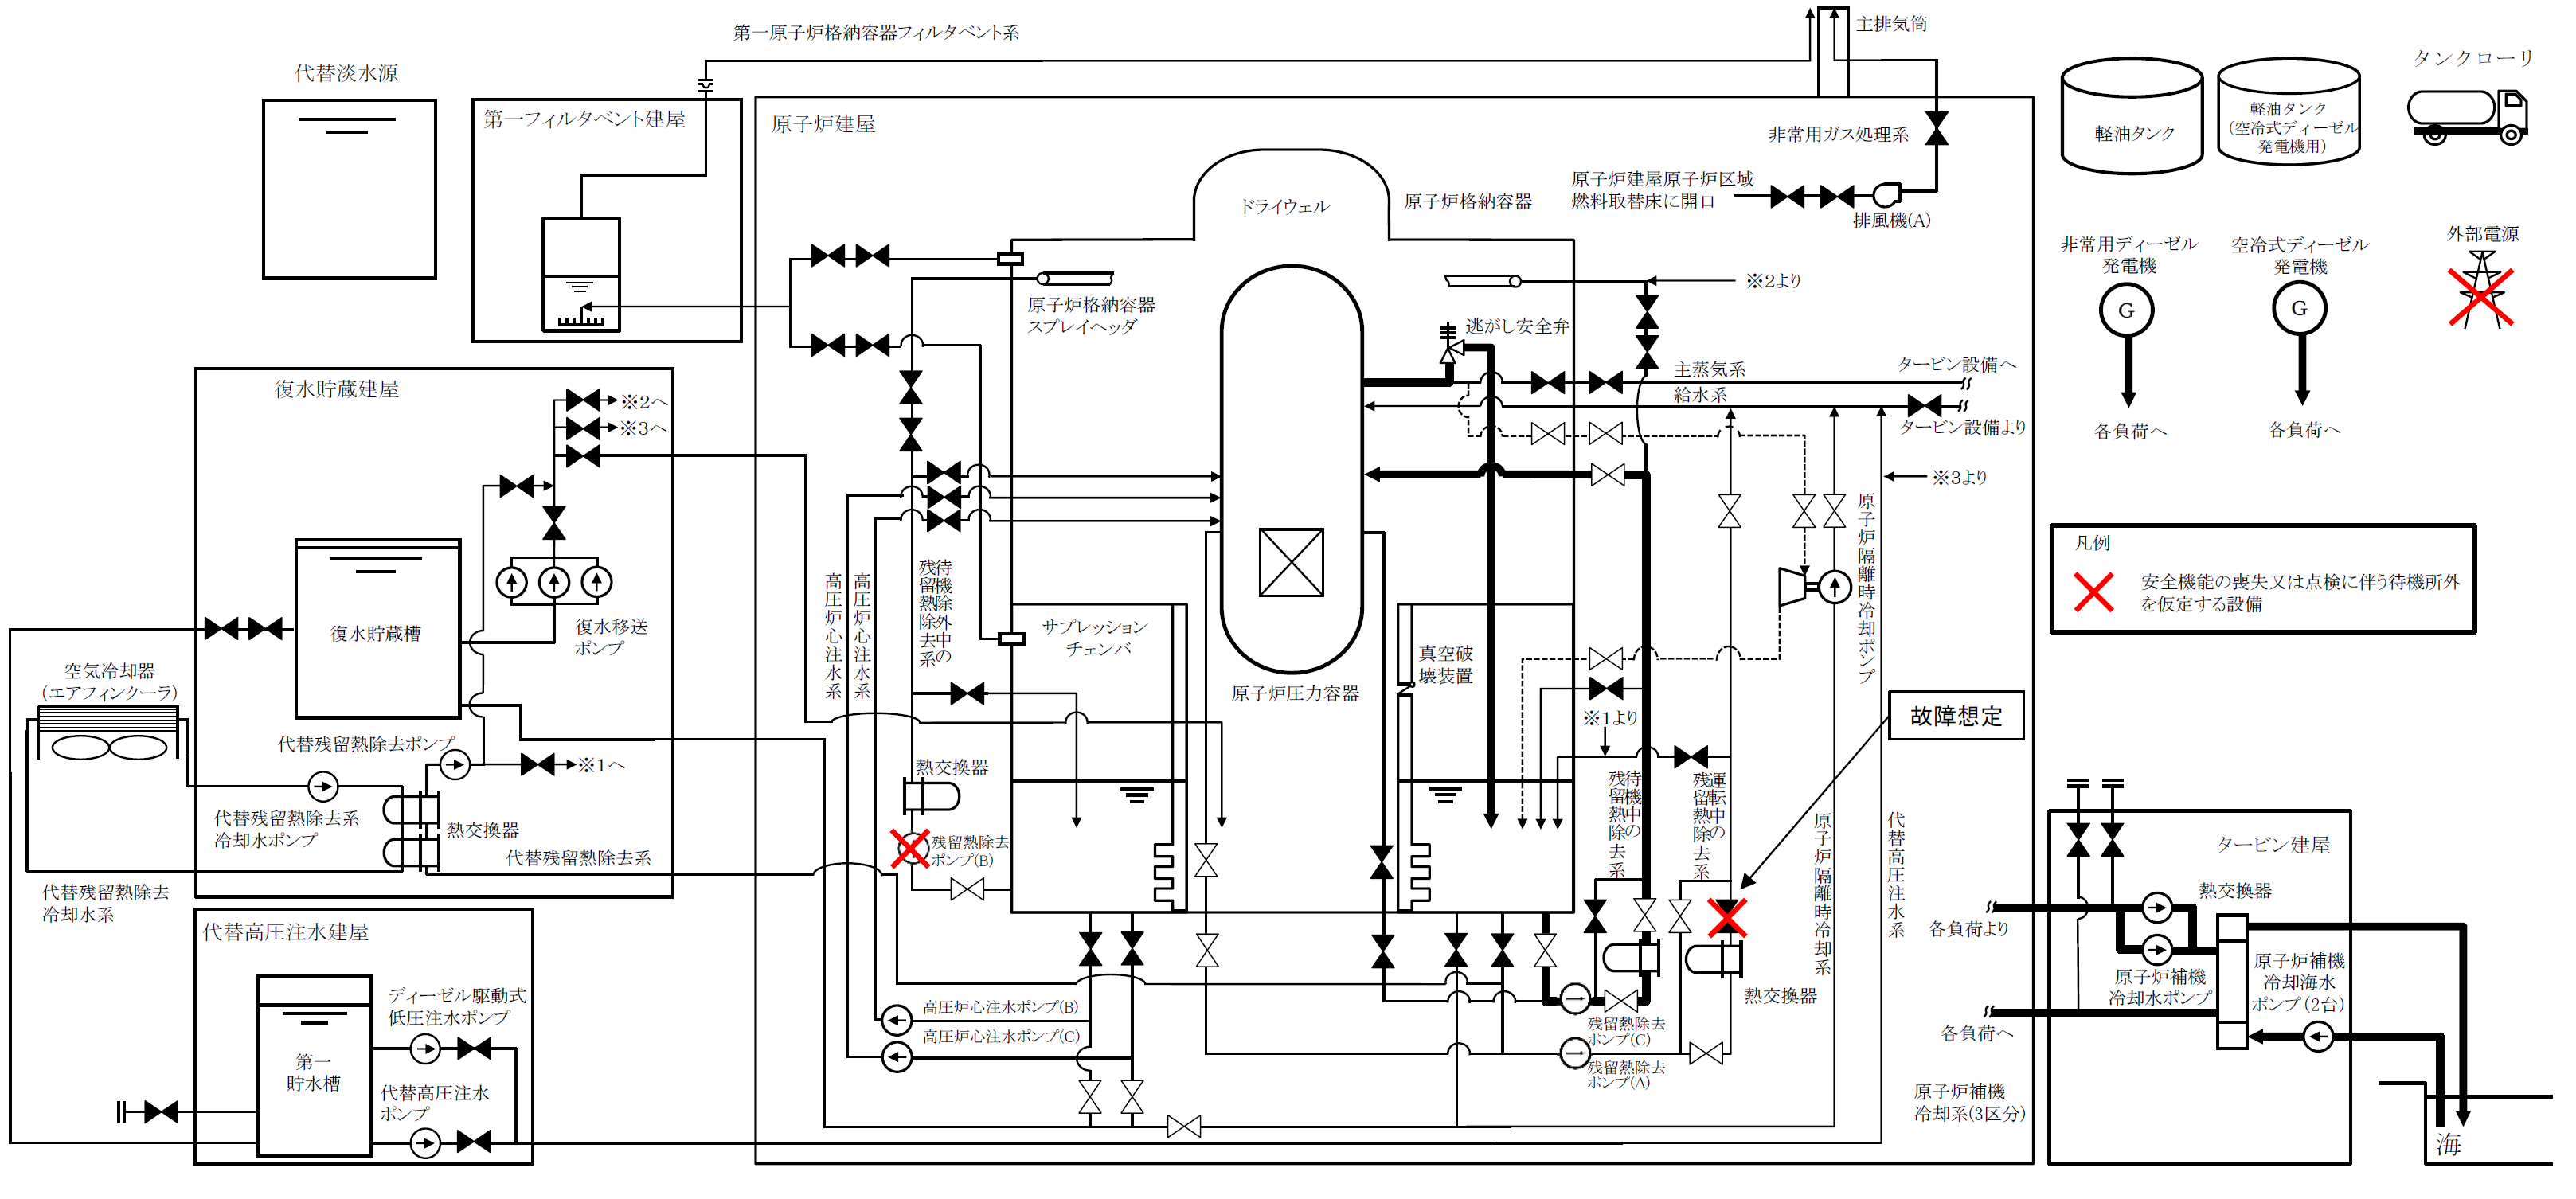 第一原子炉格納容器フィルタベント系
主排気筒
代替淡水源
第一フィルタベント建屋
原子炉建屋
非常用ガス処理系
原子炉建屋原子炉区域
燃料取替床に開口
排風機(A)
ドライウェル
原子炉格納容器
原子炉格納容器
スプレイヘッダ
※2より
逃がし安全弁
主蒸気系
給水系
タービン設備へ
タービン設備より
※3より
軽油タンク
軽油タンク
(空冷式ディーゼル
発電機用)
タンクローリ
非常用ディーゼル
発電機
G
各負荷へ
空冷式ディーゼル
発電機
G
各負荷へ
外部電源
凡例
安全機能の喪失又は点検に伴う待機所外
を仮定する設備
復水貯蔵建屋
※2へ
※3へ
復水貯蔵槽
復水移送
ポンプ
空気冷却器
(エアフィンクーラ)
代替残留熱除去ポンプ
※1へ
代替残留熱除去系
冷却水ポンプ
熱交換器
代替残留熱除去系
代替残留熱除去
冷却水系
代替高圧注水建屋
ディーゼル駆動式
低圧注水ポンプ
第一
貯水槽
代替高圧注水
ポンプ
高圧炉心注水系
高圧炉心注水系
待機除外中の
残留熱除去系
サプレッション
チェンバ
原子炉圧力容器
真空破
壊装置
熱交換器
残留熱除去
ポンプ(B)
高圧炉心注水ポンプ(B)
高圧炉心注水ポンプ(C)
※1より
待機中の
残留熱除去系
運転中の
残留熱除去系
原子炉隔離時冷却ポンプ
原子炉隔離時冷却系
代替高圧注水系
故障想定
熱交換器
残留熱除去
ポンプ(C)
残留熱除去
ポンプ(A)
タービン建屋
熱交換器
各負荷より
原子炉補機
冷却水ポンプ
原子炉補機
冷却海水
ポンプ(2台)
各負荷へ
原子炉補機
冷却系(3区分)
海